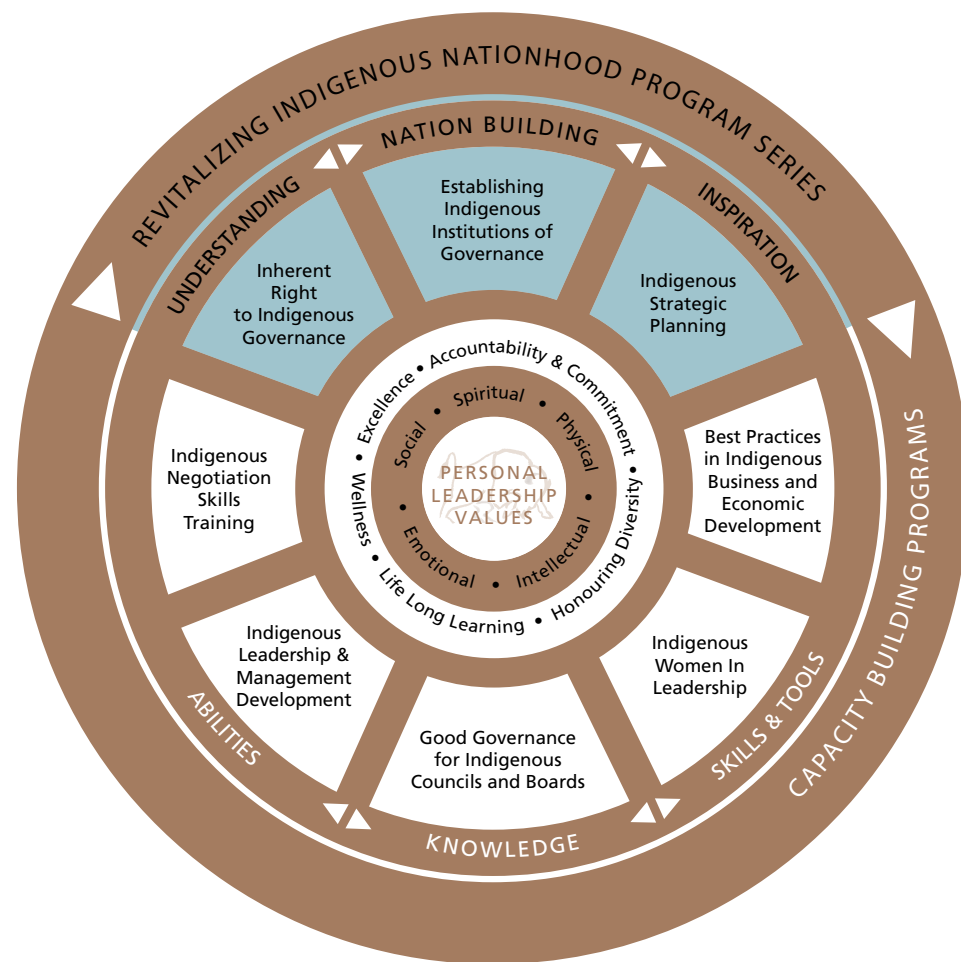 REVITALIZING INDIGENOUS NATIONHOOD PROGRAM SERIES
UNDERSTANDING
NATION BUILDING
INSPIRATION
Inherent
Right
to Indigenous
Governance
Establishing
Indigenous
Institutions of
Governance
Indigenous
Strategic
Planning
Best Practices
in Indigenous
Business and
Economic
Development
Indigenous
Women In
Leadership
Good Governance
for Indigenous
Councils and Boards
Indigenous
Leadership &
Management
Development
Indigenous
Negotiation
Skills
Training
• Excellence • Accountability & Commitment • Honouring Diversity • Life Long Learning • Wellness
Social • Spiritual • Physical • Intellectual • Emotional •
PERSONAL
LEADERSHIP
VALUES
ABILITIES
KNOWLEDGE
SKILLS & TOOLS
CAPACITY BUILDING PROGRAMS